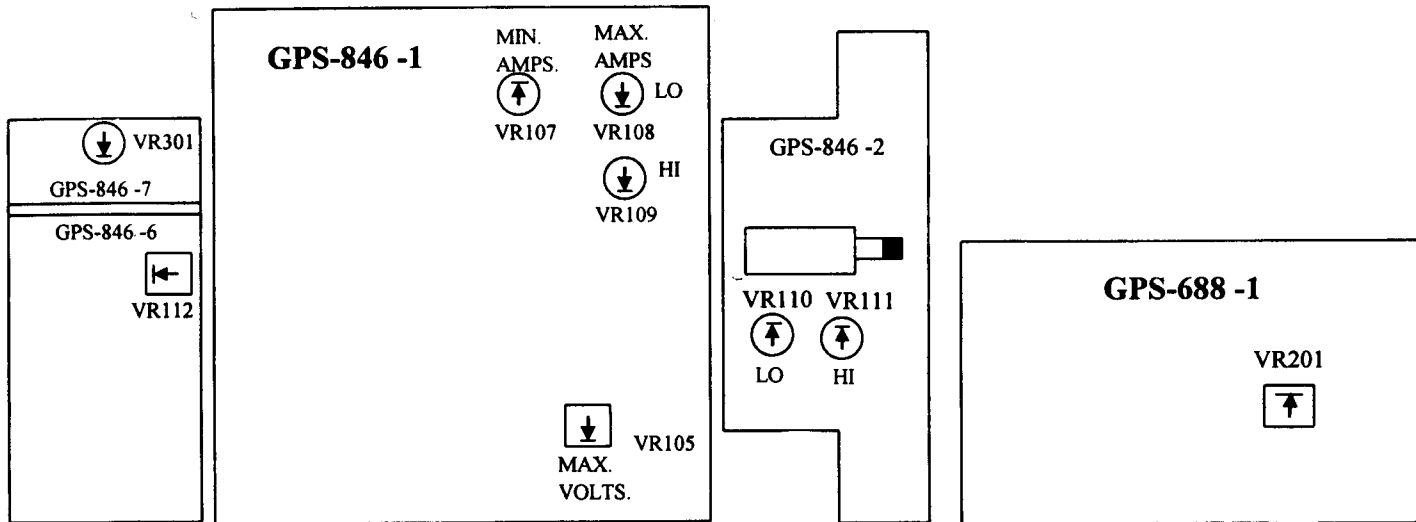 VR301
GPS-846 -7
GPS-846 -6
VR112
GPS-846 -1
MIN.
AMPS.
VR107
MAX.
AMPS
LO
VR108
HI
VR109
VR105
MAX.
VOLTS.
GPS-846 -2
VR110 VR111
LO HI
GPS-688 -1
VR201